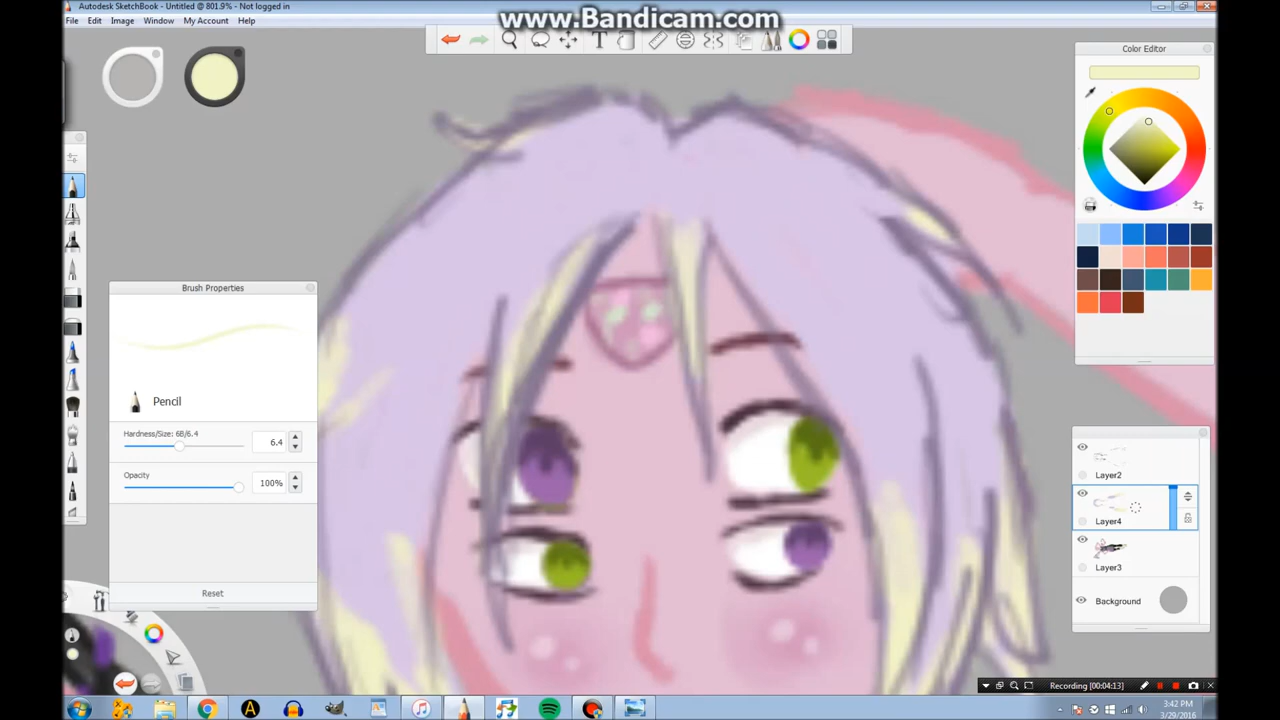 Autodesk SketchBook - Untitled @ 801.9% - Not logged in
www.Bandicam.com
File Edit Image Window My Account Help
Color Editor
Brush Properties
Pencil
Hardness/Size: 6B/6.4
6.4
Opacity
100%
Reset
Layer2
Layer4
Layer3
Background
Recording [00:04:13]
3:42 PM
3/29/2016